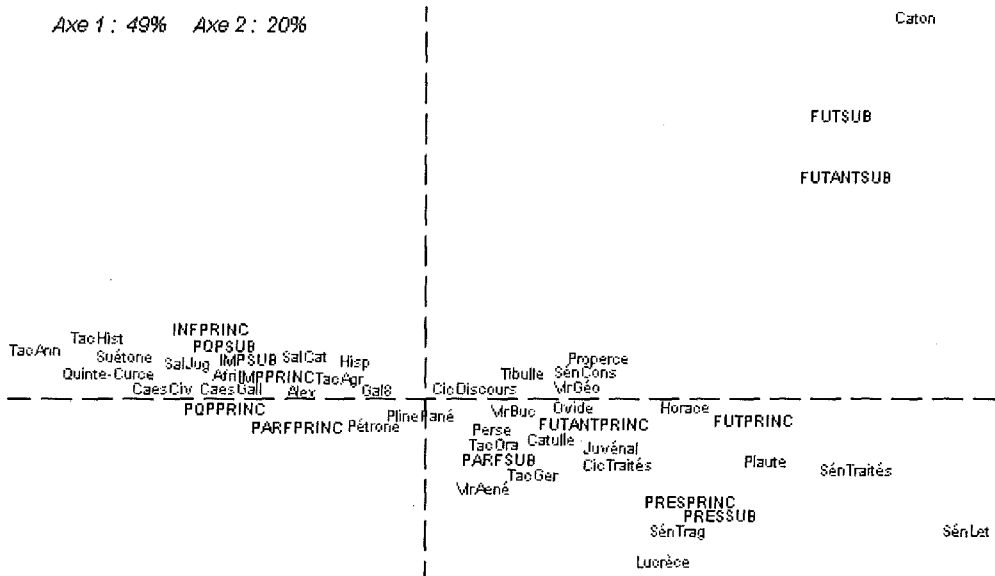 Axe 1 : 49% Axe 2 : 20%
Caton
FUTSUB
FUTANTSUB
INFPRINC
TacHist
PQPSUB
TacAnn
Suétone
SalJug
IMPSUB
SalCat
Hisp
Properce
Quinte-Curce
Afri
IMPPRINC
TacAgr
Tibulle
SénCons
CaesCiv
CaesGall
Alex
Gal8
CicDiscours
VirGéo
PQPPRINC
PlinePané
VirBuc
Ovide
Horace
PARFPRINC
Pétrone
Perse
FUTANTPRINC
FUTPRINC
TacOra
Catulle
Juvénal
PARFSUB
CicTraités
Plaute
SénTraités
TacGer
VirAené
PRESPRINC
PRESSUB
SénTrag
SénLet
Lucrèce